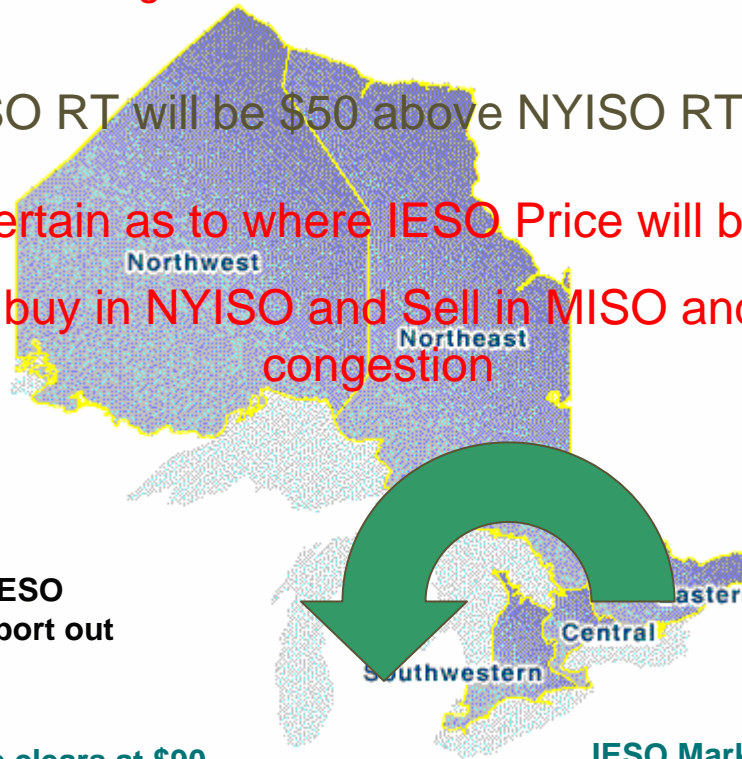 SO RT will be $50 above NYISO RT
ertain as to where IESO Price will b
Northwest
buy in NYISO and Sell in MISO and
Northeast
congestion
ESO
port out
aster
Central
Southwestern
clears at $90
IESO Mark